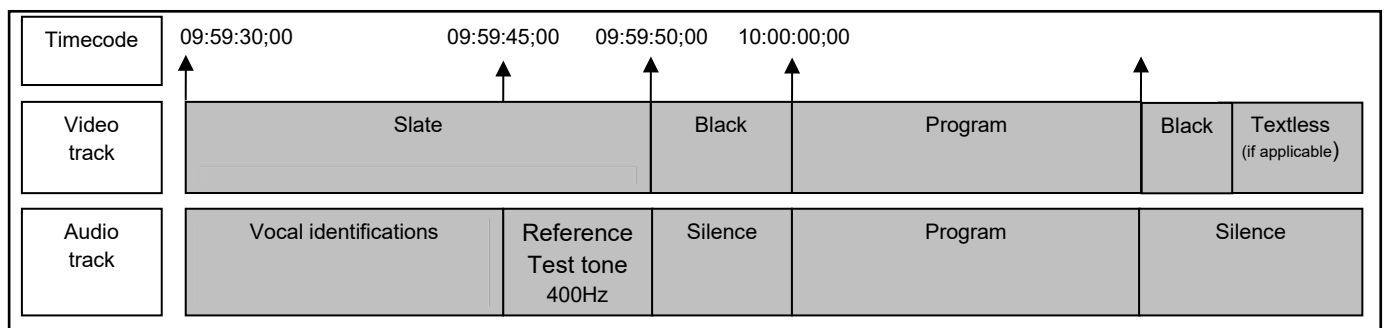 Timecode
09:59:30;00 09:59:45;00 09:59:50;00 10:00:00;00
Video
track
Slate
Black
Program
Black
Textless
(if applicable)
Audio
track
Vocal identifications
Reference
Test tone
400Hz
Silence
Program
Silence